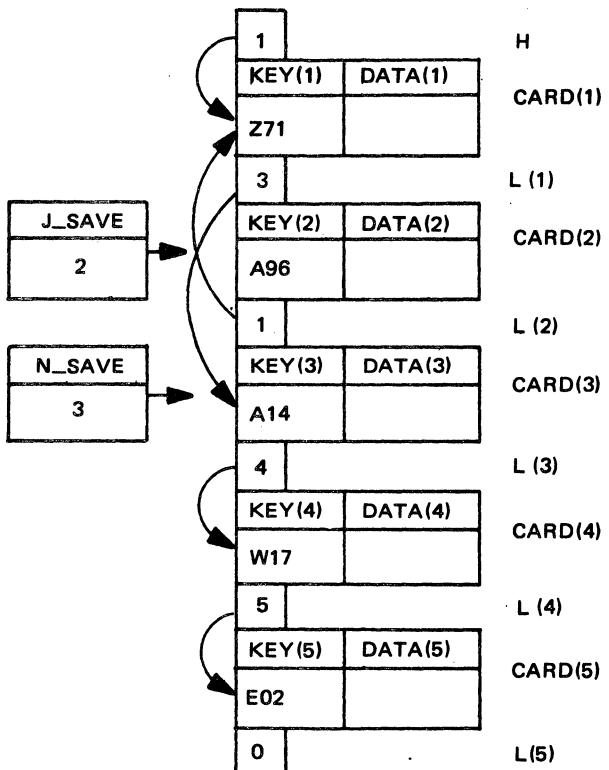 1 H
KEY(1) DATA(1) CARD(1)
Z71
3 L(1)
J_SAVE KEY(2) DATA(2) CARD(2)
2 A96
1 L(2)
N_SAVE KEY(3) DATA(3) CARD(3)
3 A14
4 L(3)
KEY(4) DATA(4) CARD(4)
W17
5 L(4)
KEY(5) DATA(5) CARD(5)
E02
0 L(5)